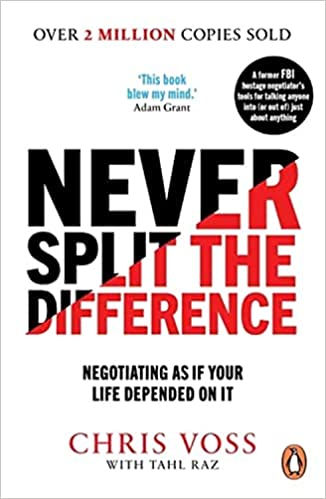 OVER 2 MILLION COPIES SOLD
'This book
blew my mind.'
Adam Grant
A former FBI
hostage negotiator's
tools for talking anyone
into (or out of) just
about anything
NEVER
SPLIT THE
DIFFERENCE
NEGOTIATING AS IF YOUR
LIFE DEPENDED ON IT
CHRIS VOSS
WITH TAHL RAZ